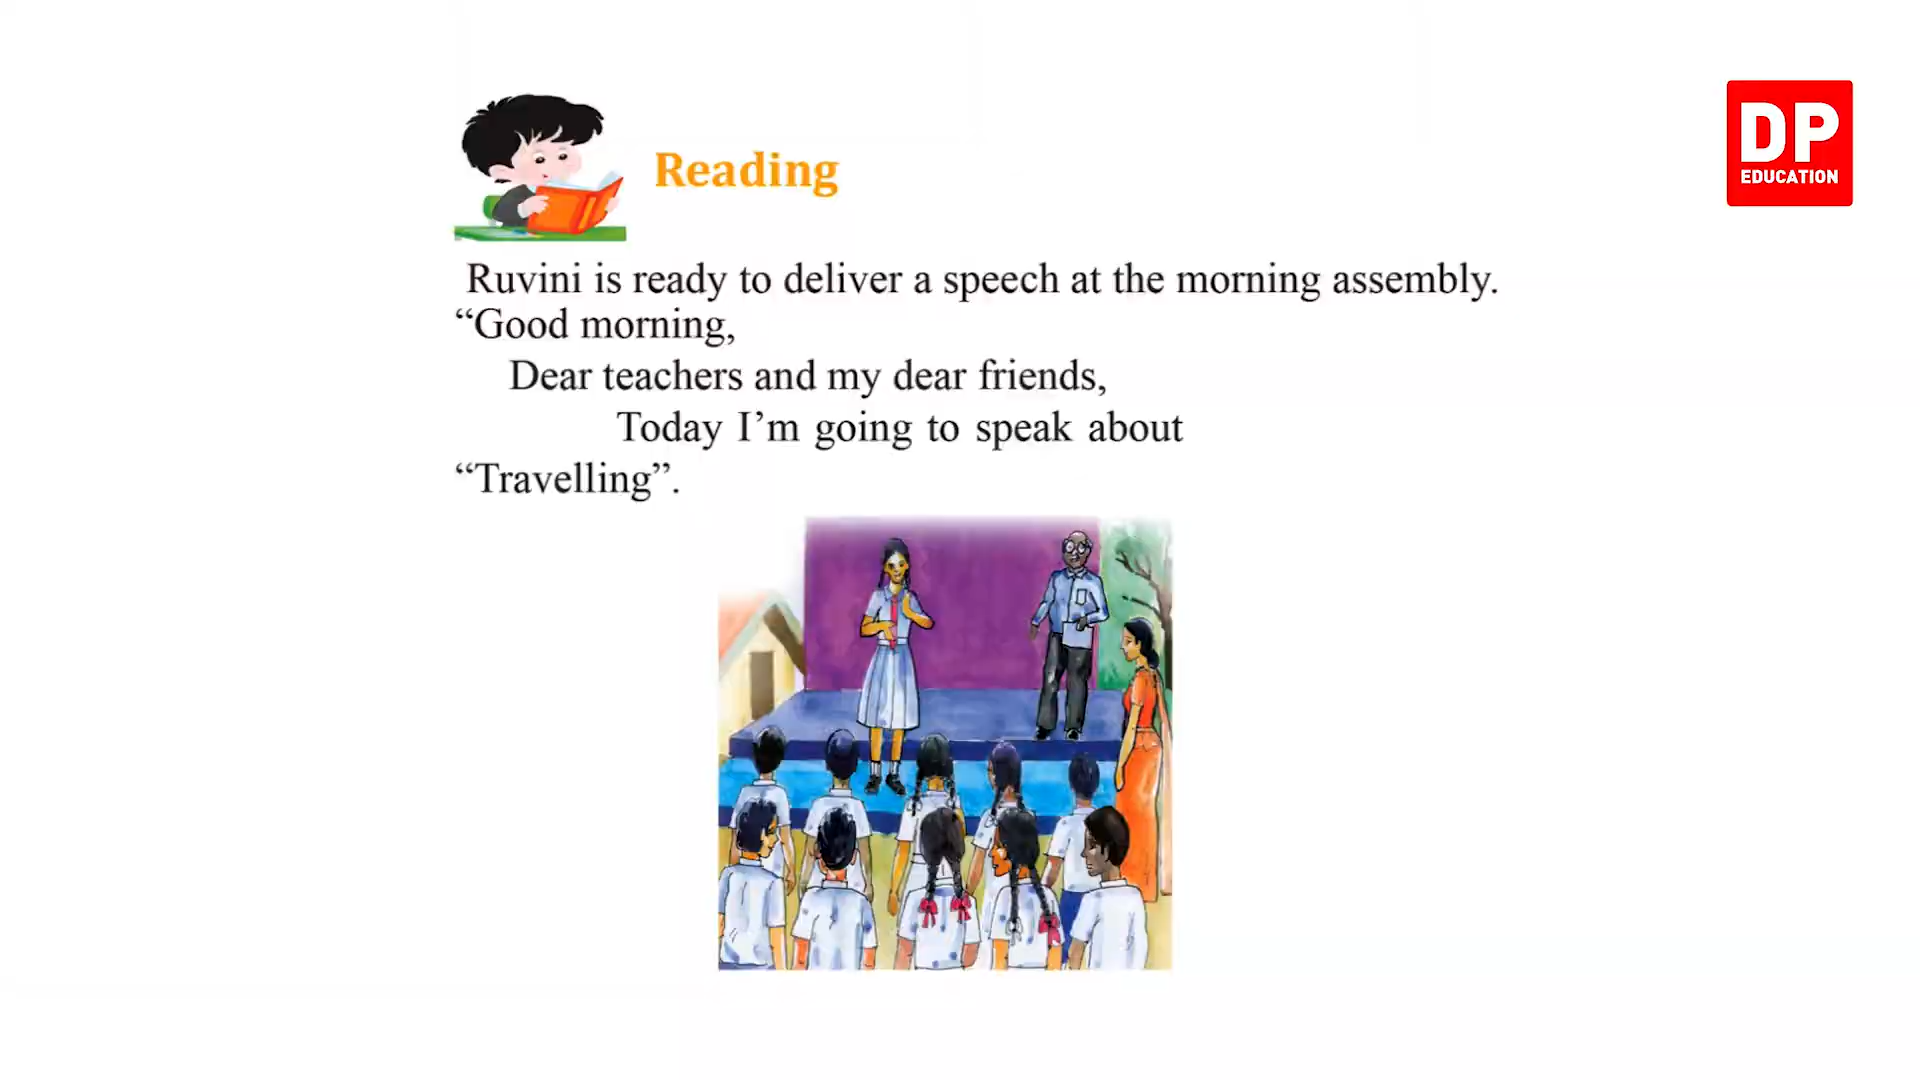 DP
EDUCATION
Reading
Ruvini is ready to deliver a speech at the morning assembly.
“Good morning,
Dear teachers and my dear friends,
Today I’m going to speak about
“Travelling”.